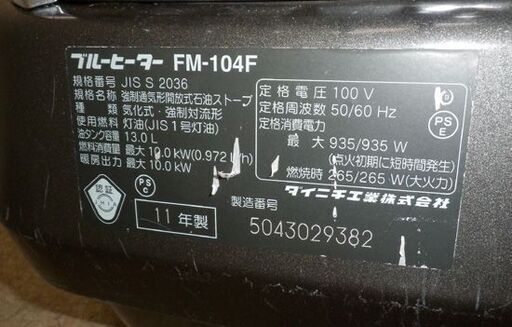 ブルーヒーター FM-104F
規格番号 JIS S 2036
規格名称 強制通気形開放式石油ストーブ
種類 気化式・強制対流形
使用燃料 灯油(JIS 1号灯油)
油タンク容量 13.0L
燃料消費量 最大 10.0kW(0.972 L/h)
暖房出力 最大 10.0kW
認証
PS
C
11年製
定格電圧 100 V
定格周波数 50/60 Hz
定格消費電力
最大 935/935 W
(点火初期に短時間発生)
燃焼時 265/265 W(大火力)
ダイニチ工業株式会社
PS
E
製造番号
5043029382